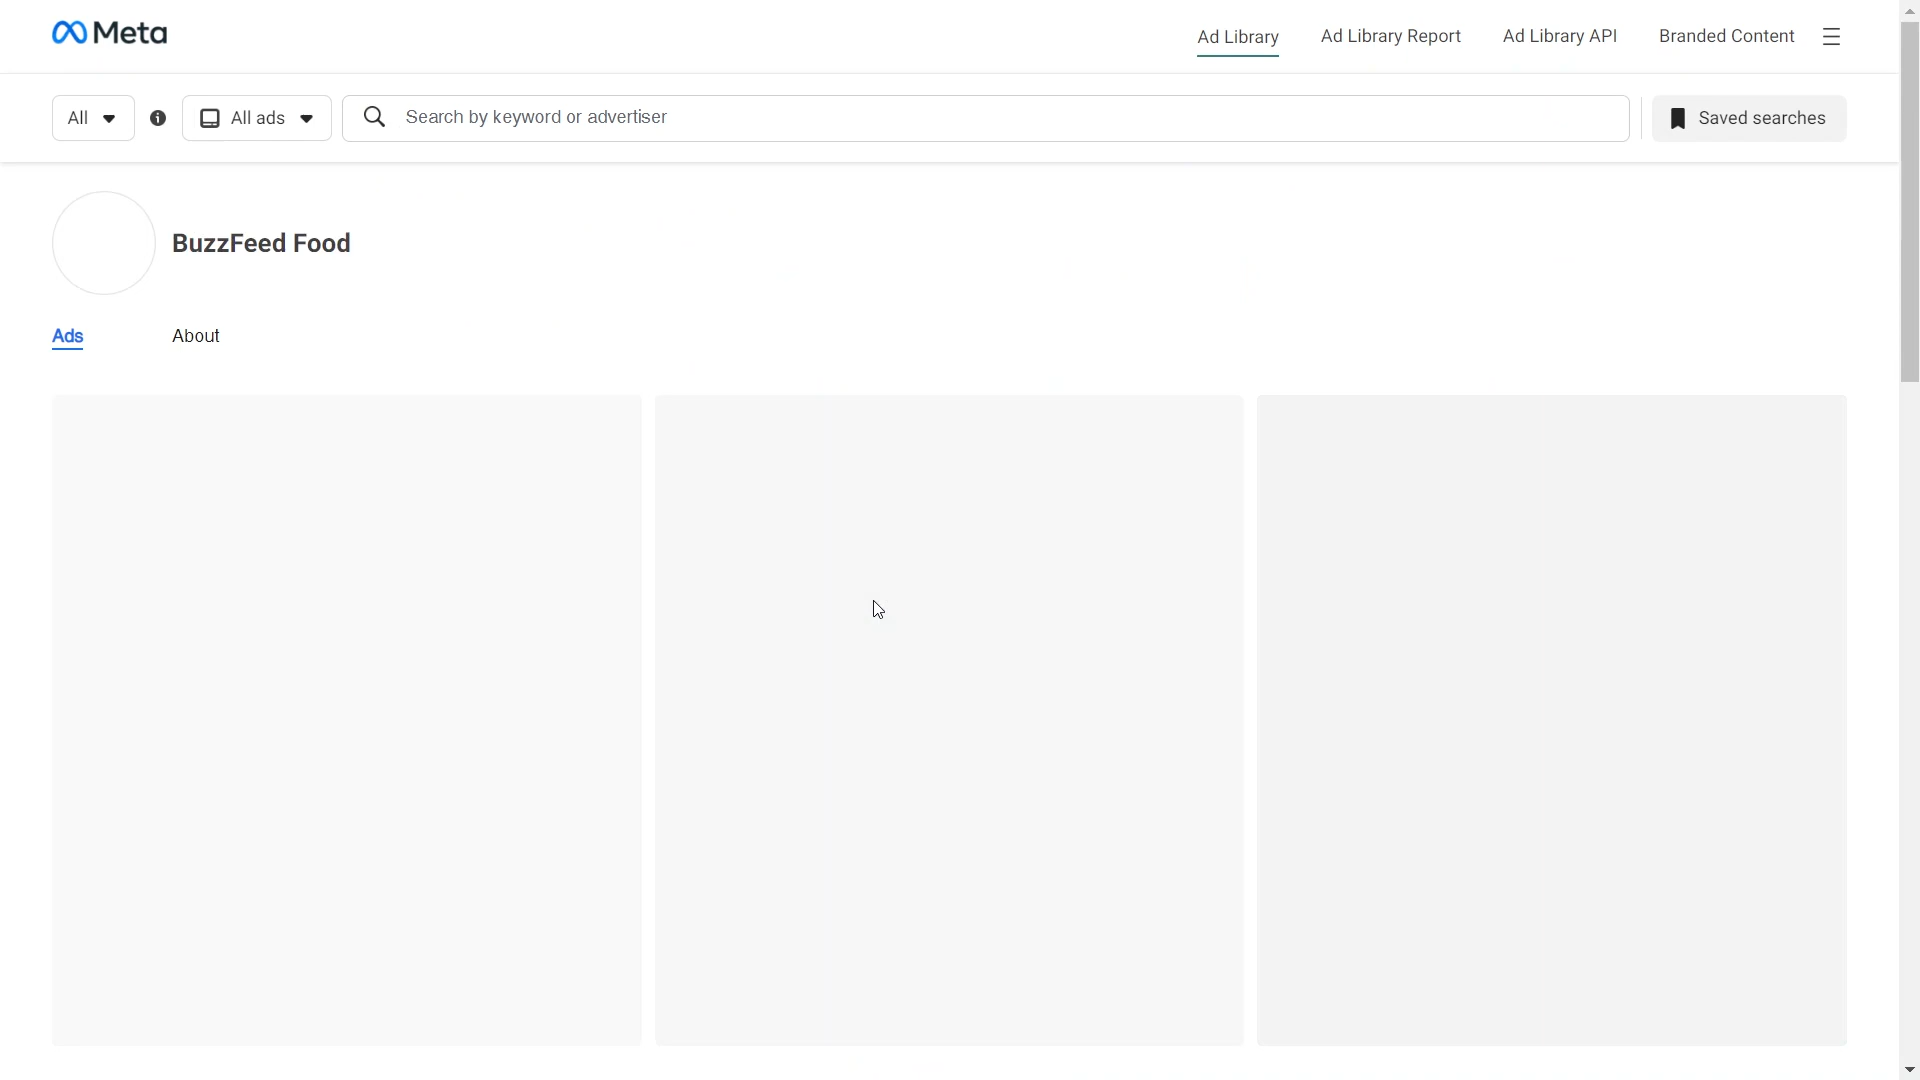 Meta
Ad Library
Ad Library Report
Ad Library API
Branded Content
All
All ads
Search by keyword or advertiser
Saved searches
BuzzFeed Food
Ads
About